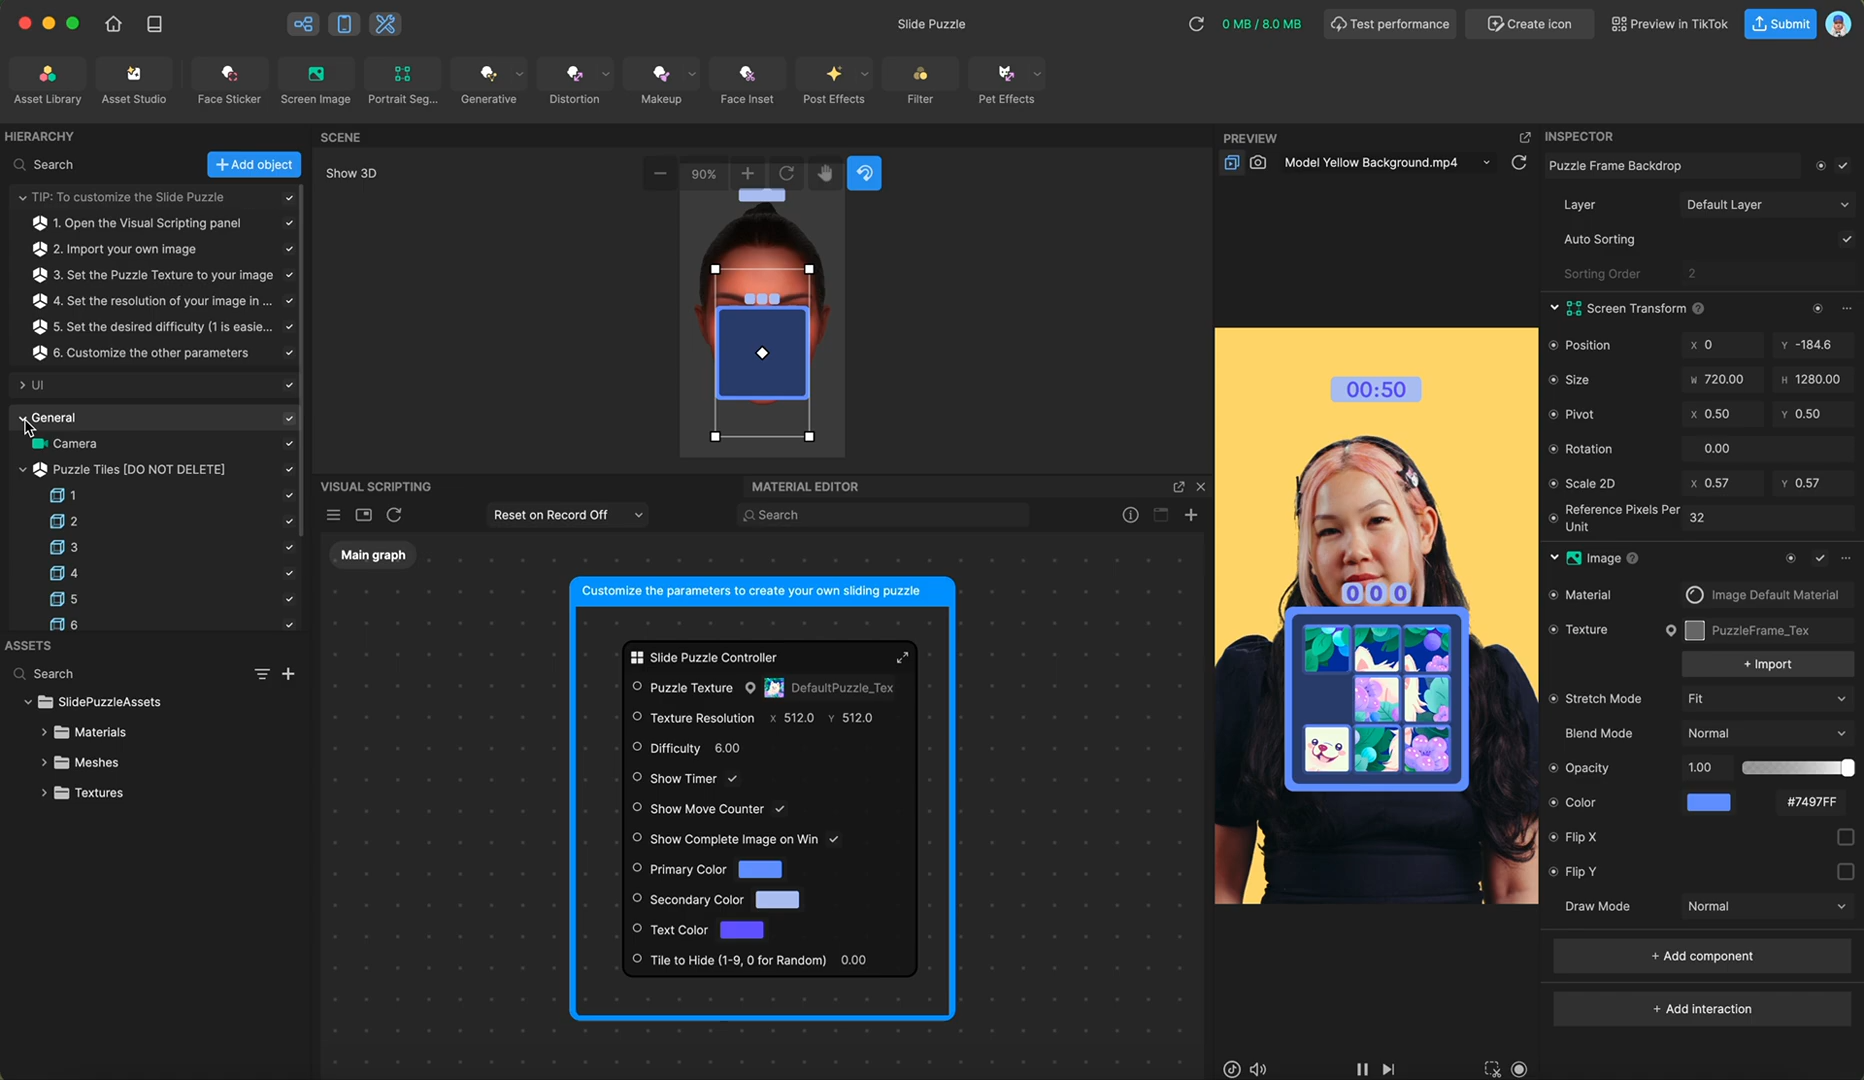 Slide Puzzle
0 MB / 8.0 MB
Test performance
Create icon
Preview in TikTok
Submit
Asset Library
Asset Studio
Face Sticker
Screen Image
Portrait Seg...
Generative
Distortion
Makeup
Face Inset
Post Effects
Filter
Pet Effects
HIERARCHY
Search
+ Add object
TIP: To customize the Slide Puzzle
1. Open the Visual Scripting panel
2. Import your own image
3. Set the Puzzle Texture to your image
4. Set the resolution of your image in ...
5. Set the desired difficulty (1 is easie...
6. Customize the other parameters
UI
General
Camera
Puzzle Tiles [DO NOT DELETE]
1
2
3
4
5
6
ASSETS
Search
SlidePuzzleAssets
Materials
Meshes
Textures
SCENE
Show 3D
90%
VISUAL SCRIPTING
MATERIAL EDITOR
Reset on Record Off
Search
Main graph
Customize the parameters to create your own sliding puzzle
Slide Puzzle Controller
Puzzle Texture DefaultPuzzle_Tex
Texture Resolution X 512.0 Y 512.0
Difficulty 6.00
Show Timer
Show Move Counter
Show Complete Image on Win
Primary Color
Secondary Color
Text Color
Tile to Hide (1-9, 0 for Random) 0.00
PREVIEW
Model Yellow Background.mp4
00:50
0 0 0
INSPECTOR
Puzzle Frame Backdrop
Layer Default Layer
Auto Sorting
Sorting Order 2
Screen Transform
Position X 0 Y -184.6
Size W 720.00 H 1280.00
Pivot X 0.50 Y 0.50
Rotation 0.00
Scale 2D X 0.57 Y 0.57
Reference Pixels Per
Unit
32
Image
Material Image Default Material
Texture PuzzleFrame_Tex
+ Import
Stretch Mode Fit
Blend Mode Normal
Opacity 1.00
Color #7497FF
Flip X
Flip Y
Draw Mode Normal
+ Add component
+ Add interaction